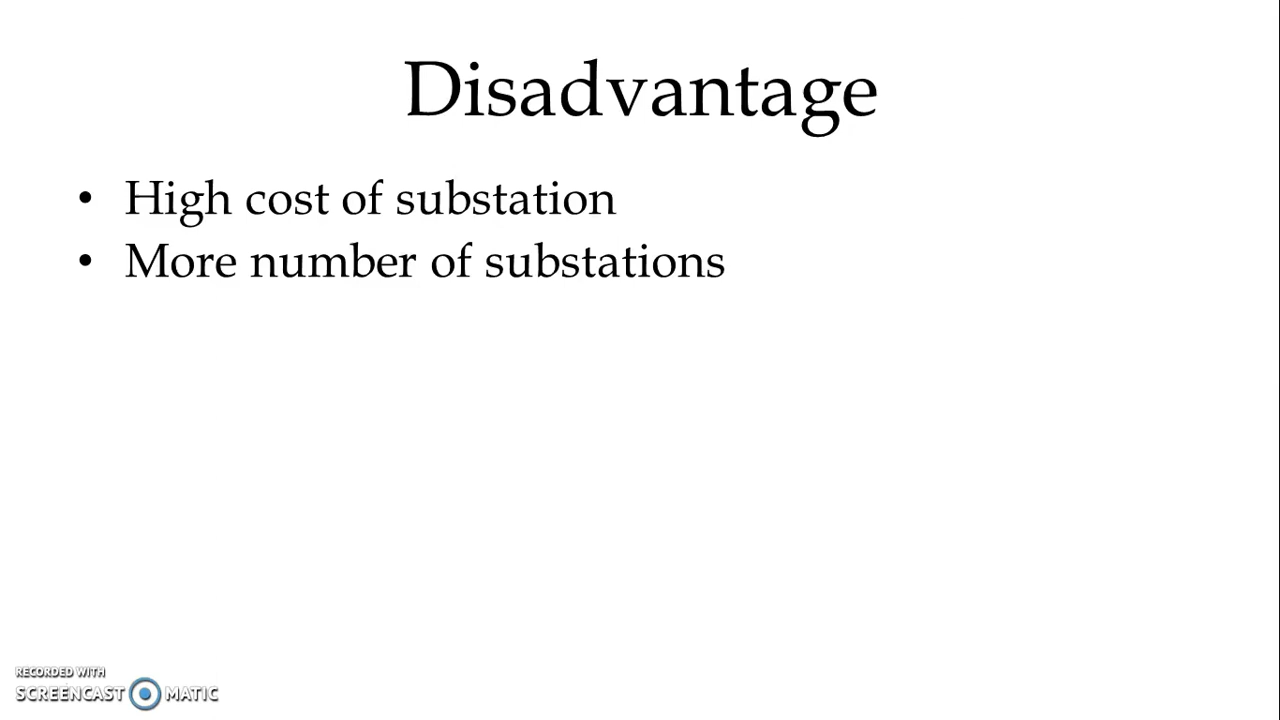 Disadvantage
• High cost of substation
• More number of substations
RECORDED WITH
SCREENCAST MATIC